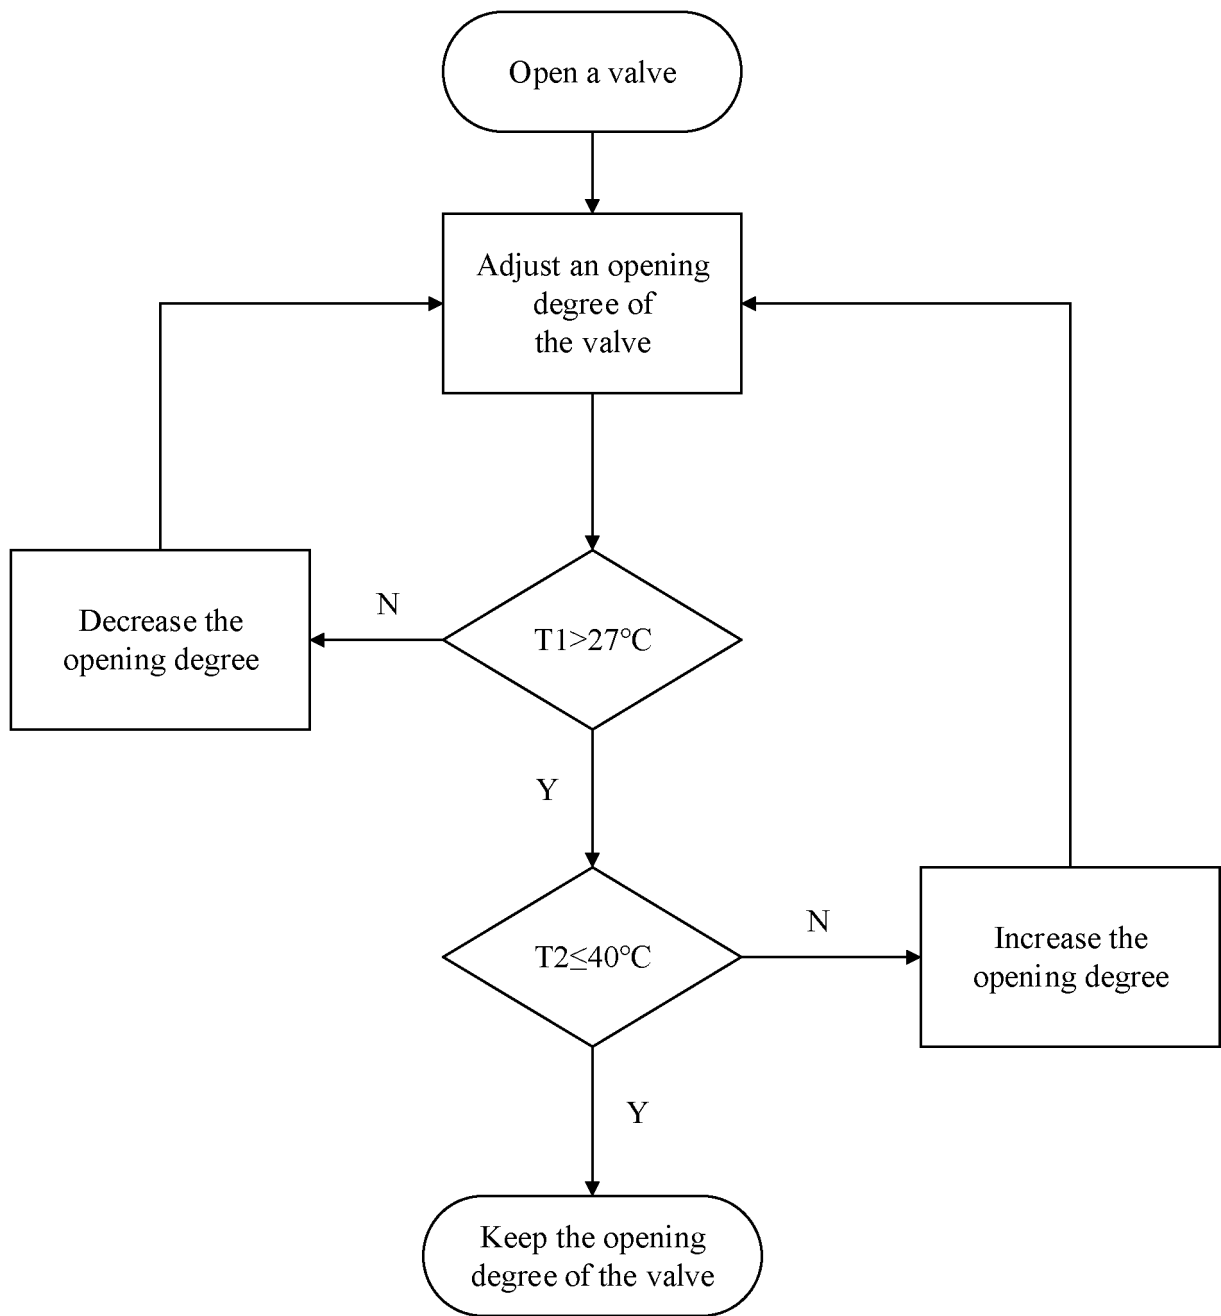 Open a valve
Adjust an opening
degree of
the valve
N
Decrease the
opening degree
T1>27°C
Y
T2≤40°C
N
Increase the
opening degree
Y
Keep the opening
degree of the valve